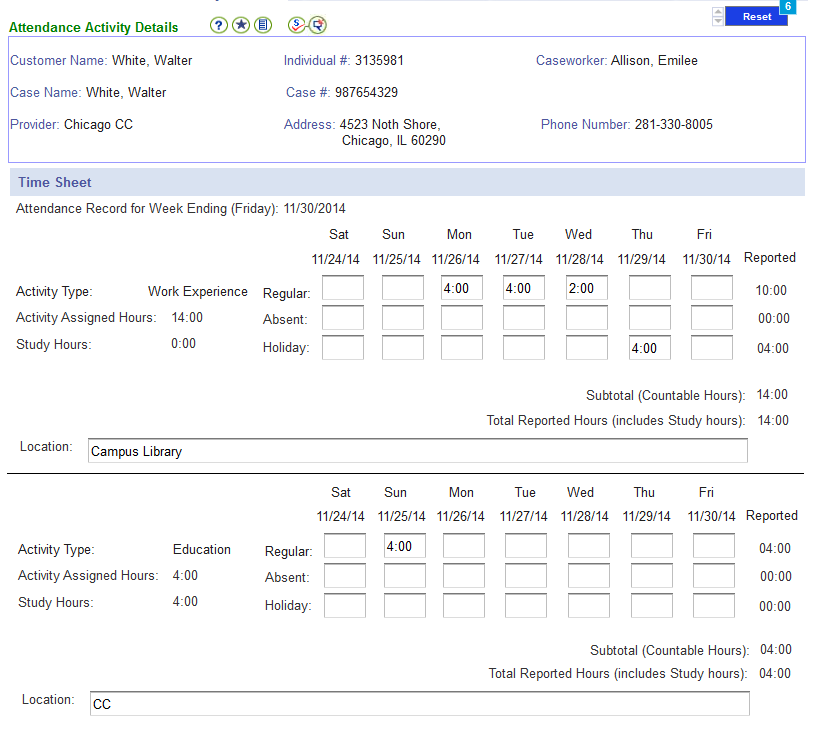 6
Reset
Attendance Activity Details ? S
Customer Name: White, Walter Individual #: 3135981 Caseworker: Allison, Emilee
Case Name: White, Walter Case #: 987654329
Provider: Chicago CC Address: 4523 Noth Shore, Phone Number: 281-330-8005
Chicago, IL 60290
Time Sheet
Attendance Record for Week Ending (Friday): 11/30/2014
Sat Sun Mon Tue Wed Thu Fri
11/24/14 11/25/14 11/26/14 11/27/14 11/28/14 11/29/14 11/30/14 Reported
Activity Type: Work Experience Regular: 4:00 4:00 2:00 10:00
Activity Assigned Hours: 14:00 Absent: 00:00
Study Hours: 0:00 Holiday: 4:00 04:00
Subtotal (Countable Hours): 14:00
Total Reported Hours (includes Study hours): 14:00
Location: Campus Library
Sat Sun Mon Tue Wed Thu Fri
11/24/14 11/25/14 11/26/14 11/27/14 11/28/14 11/29/14 11/30/14 Reported
Activity Type: Education Regular: 4:00 04:00
Activity Assigned Hours: 4:00 Absent: 00:00
Study Hours: 4:00 Holiday: 00:00
Subtotal (Countable Hours): 04:00
Total Reported Hours (includes Study hours): 04:00
Location: CC